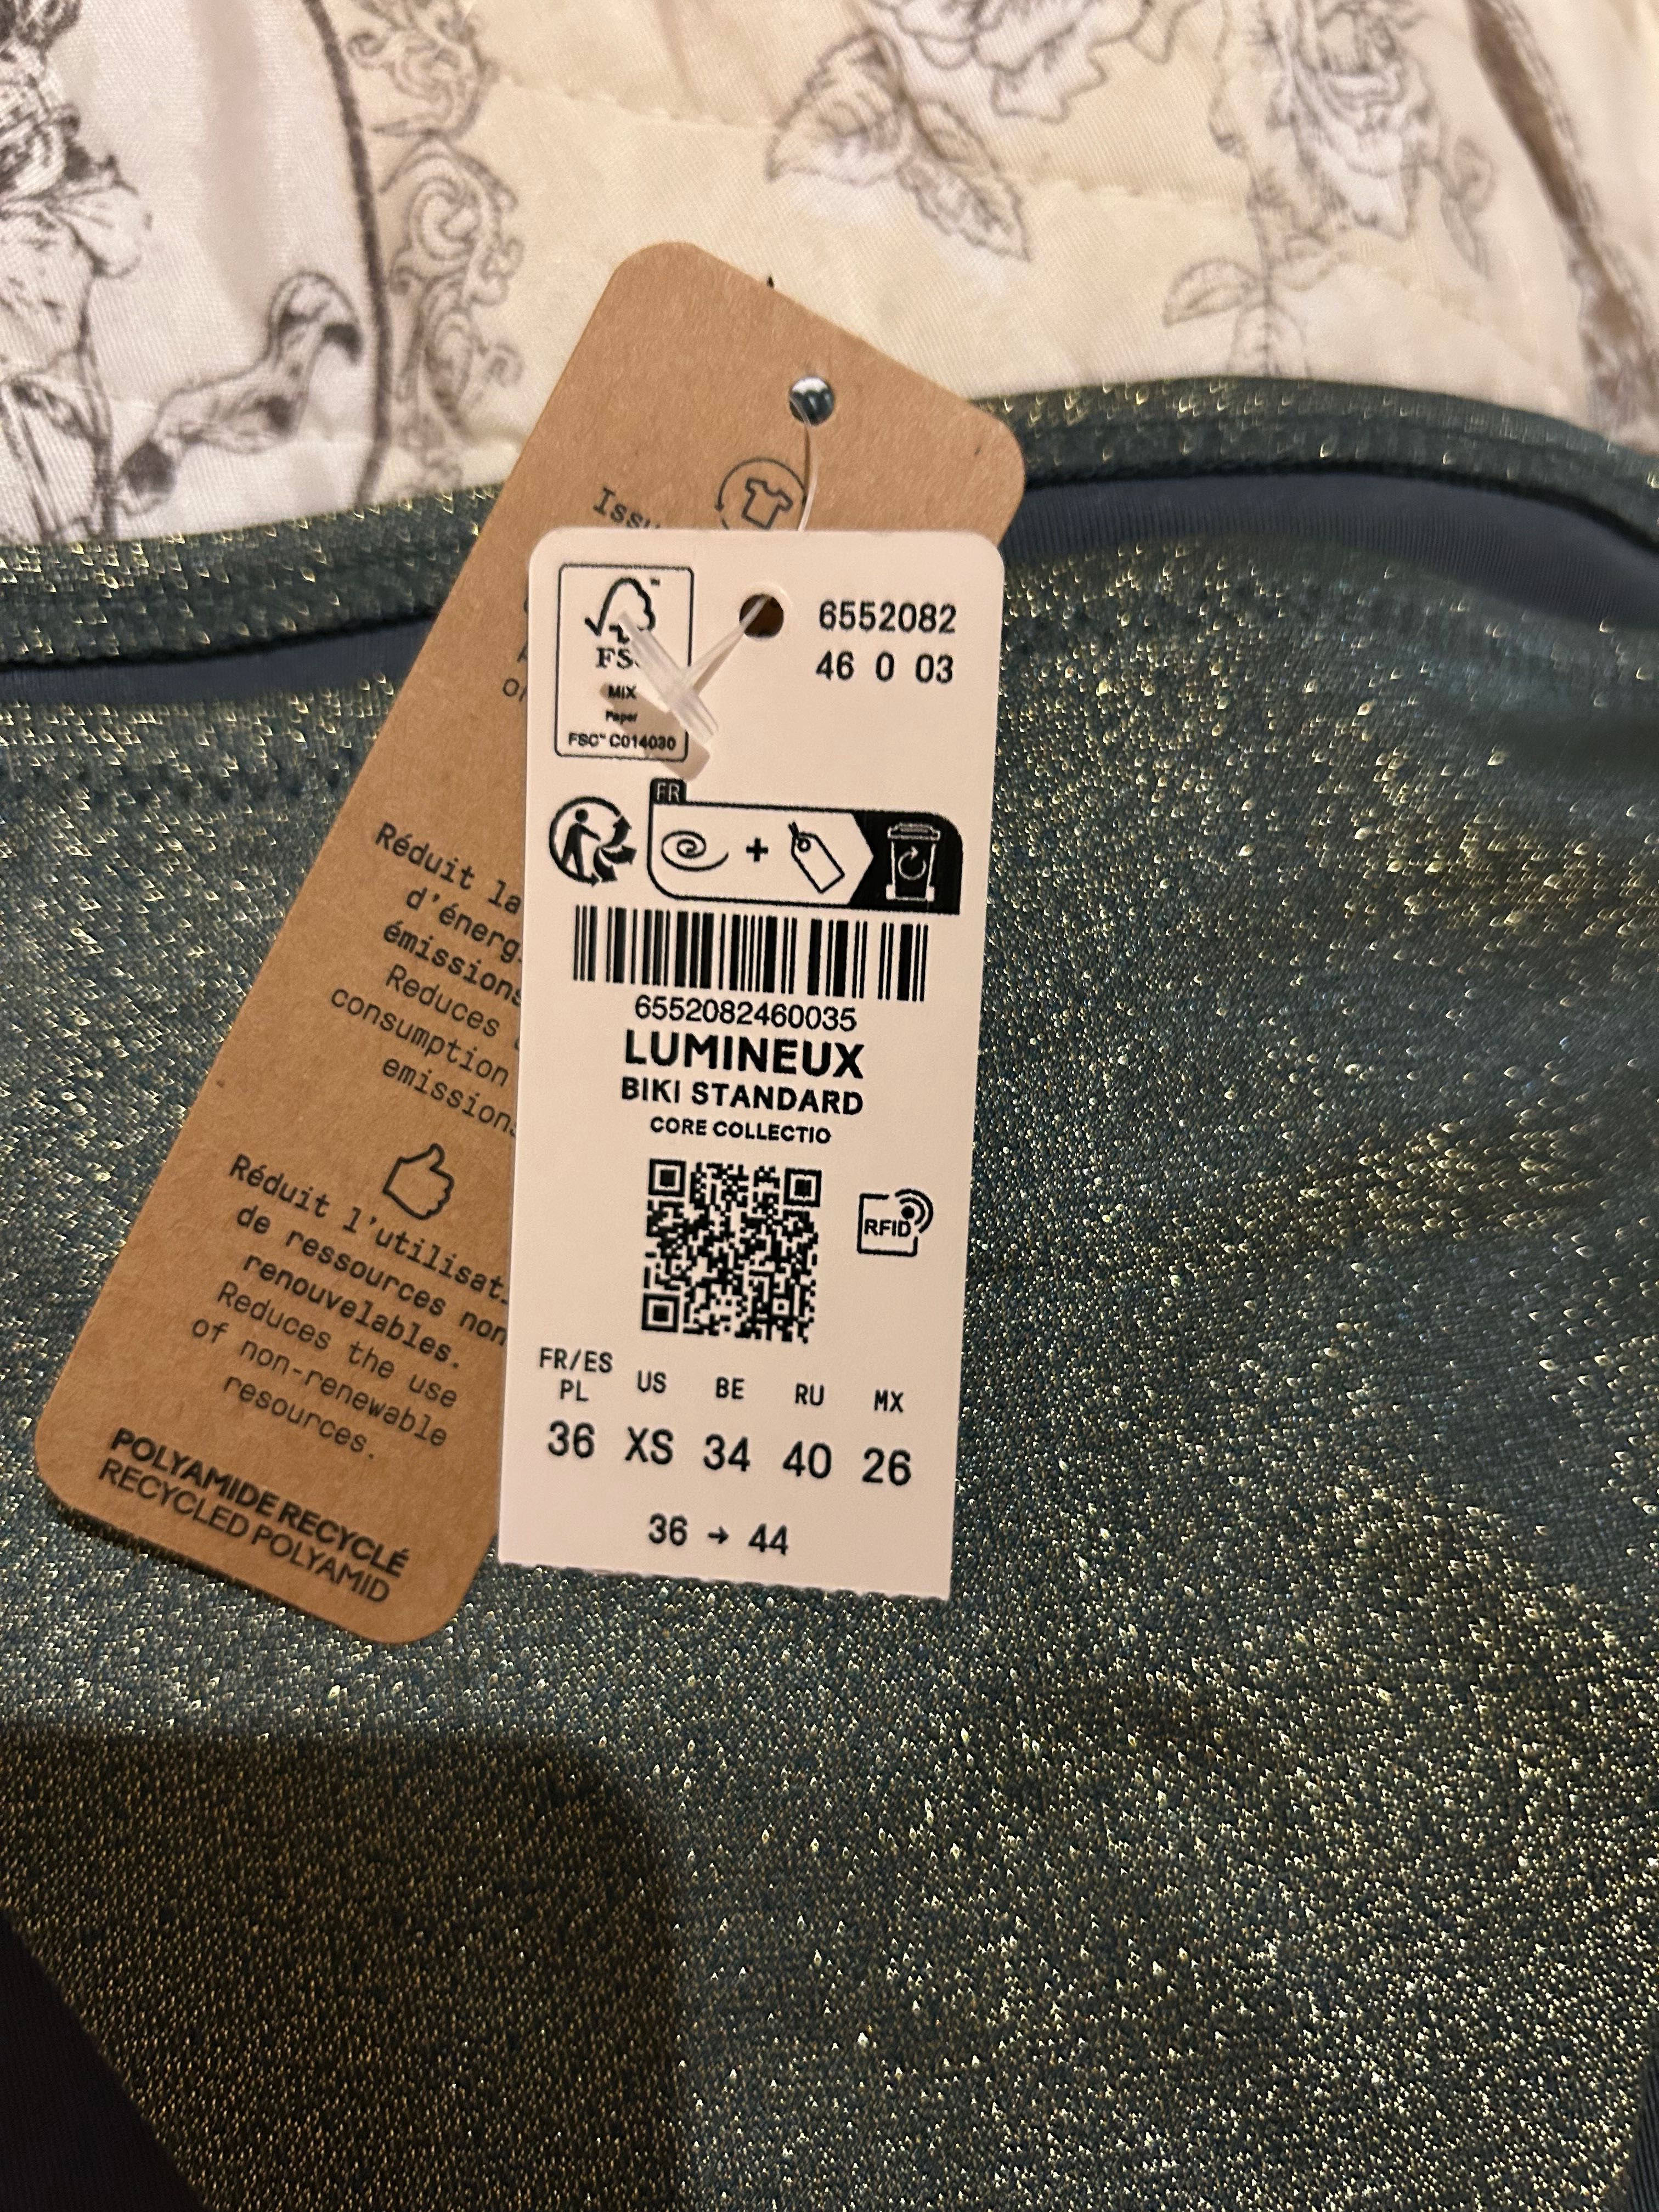 Issu
Réduit la
d'énerg
émissions
Reduces
consumption
emissions
Réduit l'utilisat
de ressources non
renouvelables.
Reduces the use
of non-renewable
resources.
POLYAMIDE RECYCLÉ
RECYCLED POLYAMID
FSC
MIX
Paper
FSC™ C014030
6552082
46 0 03
FR
+
6552082460035
LUMINEUX
BIKI STANDARD
CORE COLLECTIO
RFID
FR/ES PL US BE RU MX
36 XS 34 40 26
36 → 44